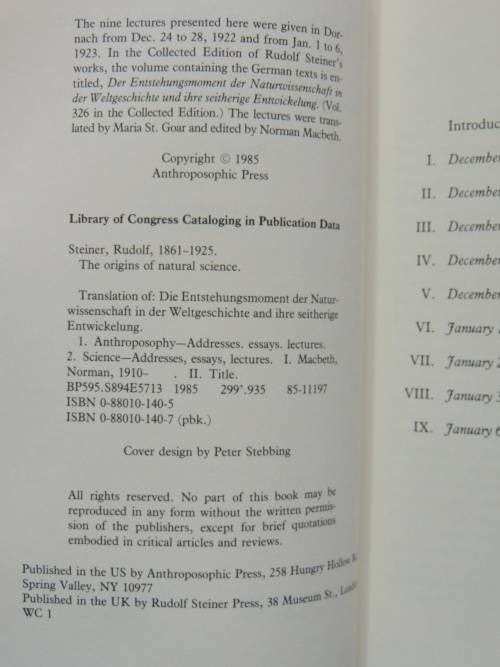 The nine lectures presented here were given in Dor-
nach from Dec. 24 to 28, 1922 and from Jan. 1 to 6,
1923. In the Collected Edition of Rudolf Steiner's
works, the volume containing the German texts is en-
titled, Der Entstehungsmoment der Naturwissenschaft in
der Weltgeschichte und ihre seitherige Entwickelung. (Vol.
326 in the Collected Edition.) The lectures were trans-
lated by Maria St. Goar and edited by Norman Macbeth.
Copyright © 1985
Anthroposophic Press
Library of Congress Cataloging in Publication Data
Steiner, Rudolf, 1861–1925.
The origins of natural science.
Translation of: Die Entstehungsmoment der Natur-
wissenschaft in der Weltgeschichte und ihre seitherige
Entwickelung.
1. Anthroposophy—Addresses. essays. lectures.
2. Science—Addresses, essays, lectures. I. Macbeth,
Norman, 1910– . II. Title.
BP595.S894E5713 1985 299'.935 85-11197
ISBN 0-88010-140-5
ISBN 0-88010-140-7 (pbk.)
Cover design by Peter Stebbing
All rights reserved. No part of this book may be
reproduced in any form without the written permis-
sion of the publishers, except for brief quotations
embodied in critical articles and reviews.
Published in the US by Anthroposophic Press, 258 Hungry Hollow
Spring Valley, NY 10977
Published in the UK by Rudolf Steiner Press, 38 Museum St., London
WC 1
Introduc
I. December
II. December
III. December
IV. December
V. December
VI. January
VII. January 2
VIII. January 3
IX. January 6